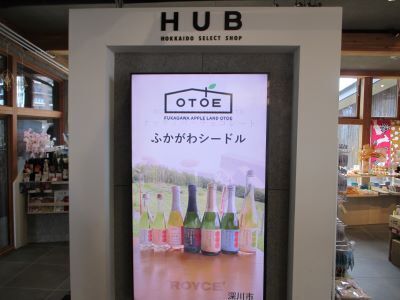 HUB
HOKKAIDO SELECT SHOP
OTOE
FUKAGAWA APPLE LAND OTOE
ふかがわシードル
ROYCE'
深川市